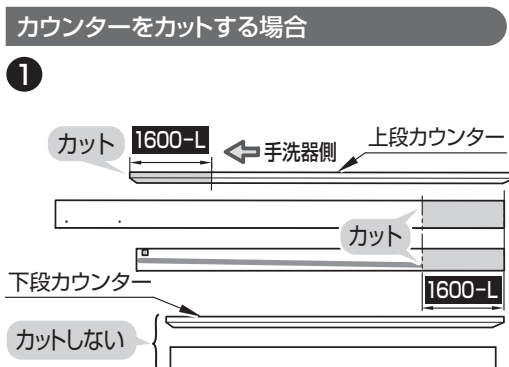 カウンターをカットする場合
1
カット 1600-L 手洗器側 上段カウンター
カット
下段カウンター 1600-L
カットしない